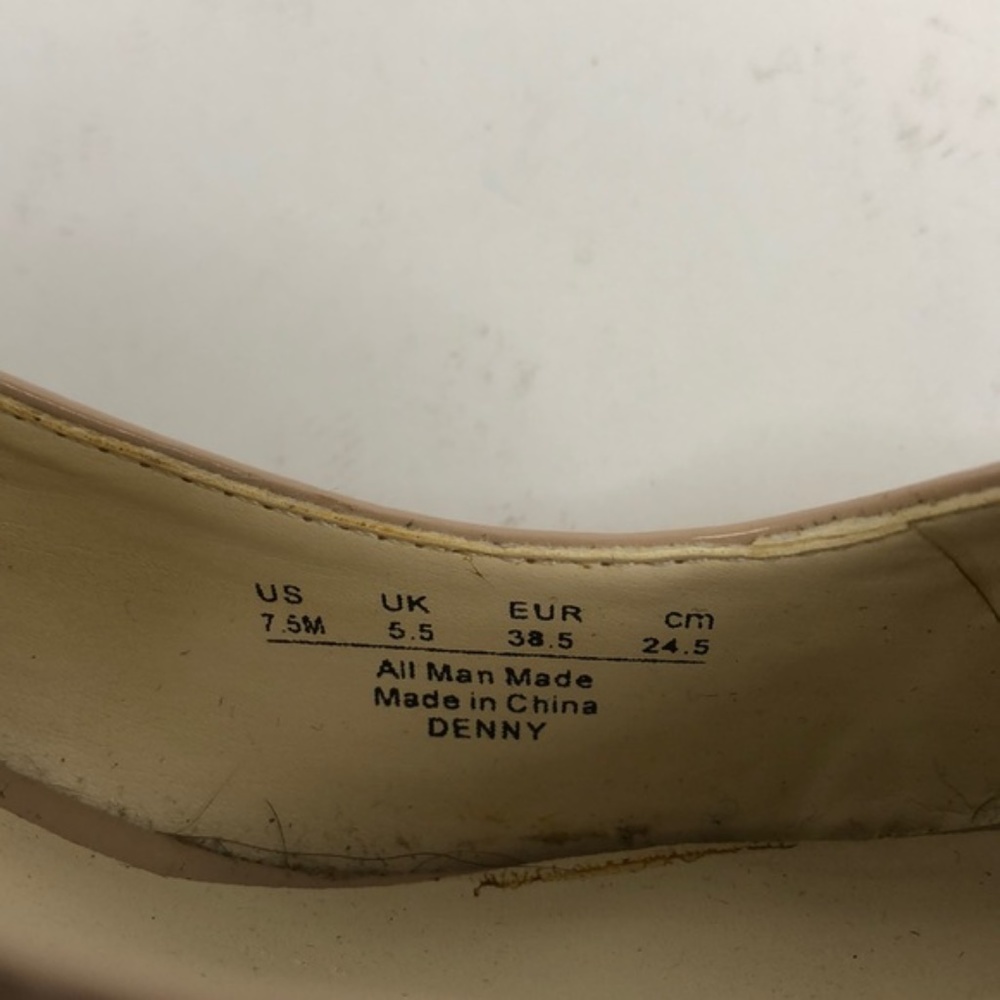 US UK EUR cm
7.5M 5.5 38.5 24.5
All Man Made
Made in China
DENNY